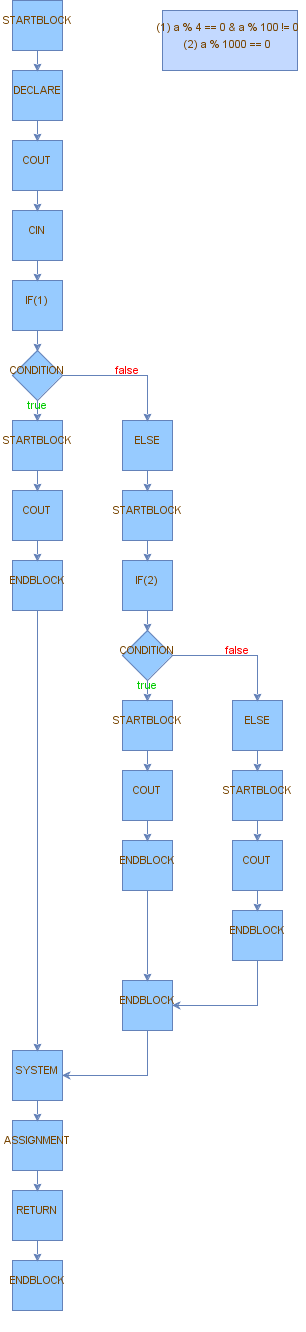 STARTBLOCK
(1) a % 4 == 0 & a % 100 != 0
(2) a % 1000 == 0
DECLARE
COUT
CIN
IF(1)
CONDITION
false
true
STARTBLOCK
ELSE
COUT
STARTBLOCK
ENDBLOCK
IF(2)
CONDITION
false
true
STARTBLOCK
ELSE
COUT
STARTBLOCK
ENDBLOCK
COUT
ENDBLOCK
ENDBLOCK
SYSTEM
ASSIGNMENT
RETURN
ENDBLOCK